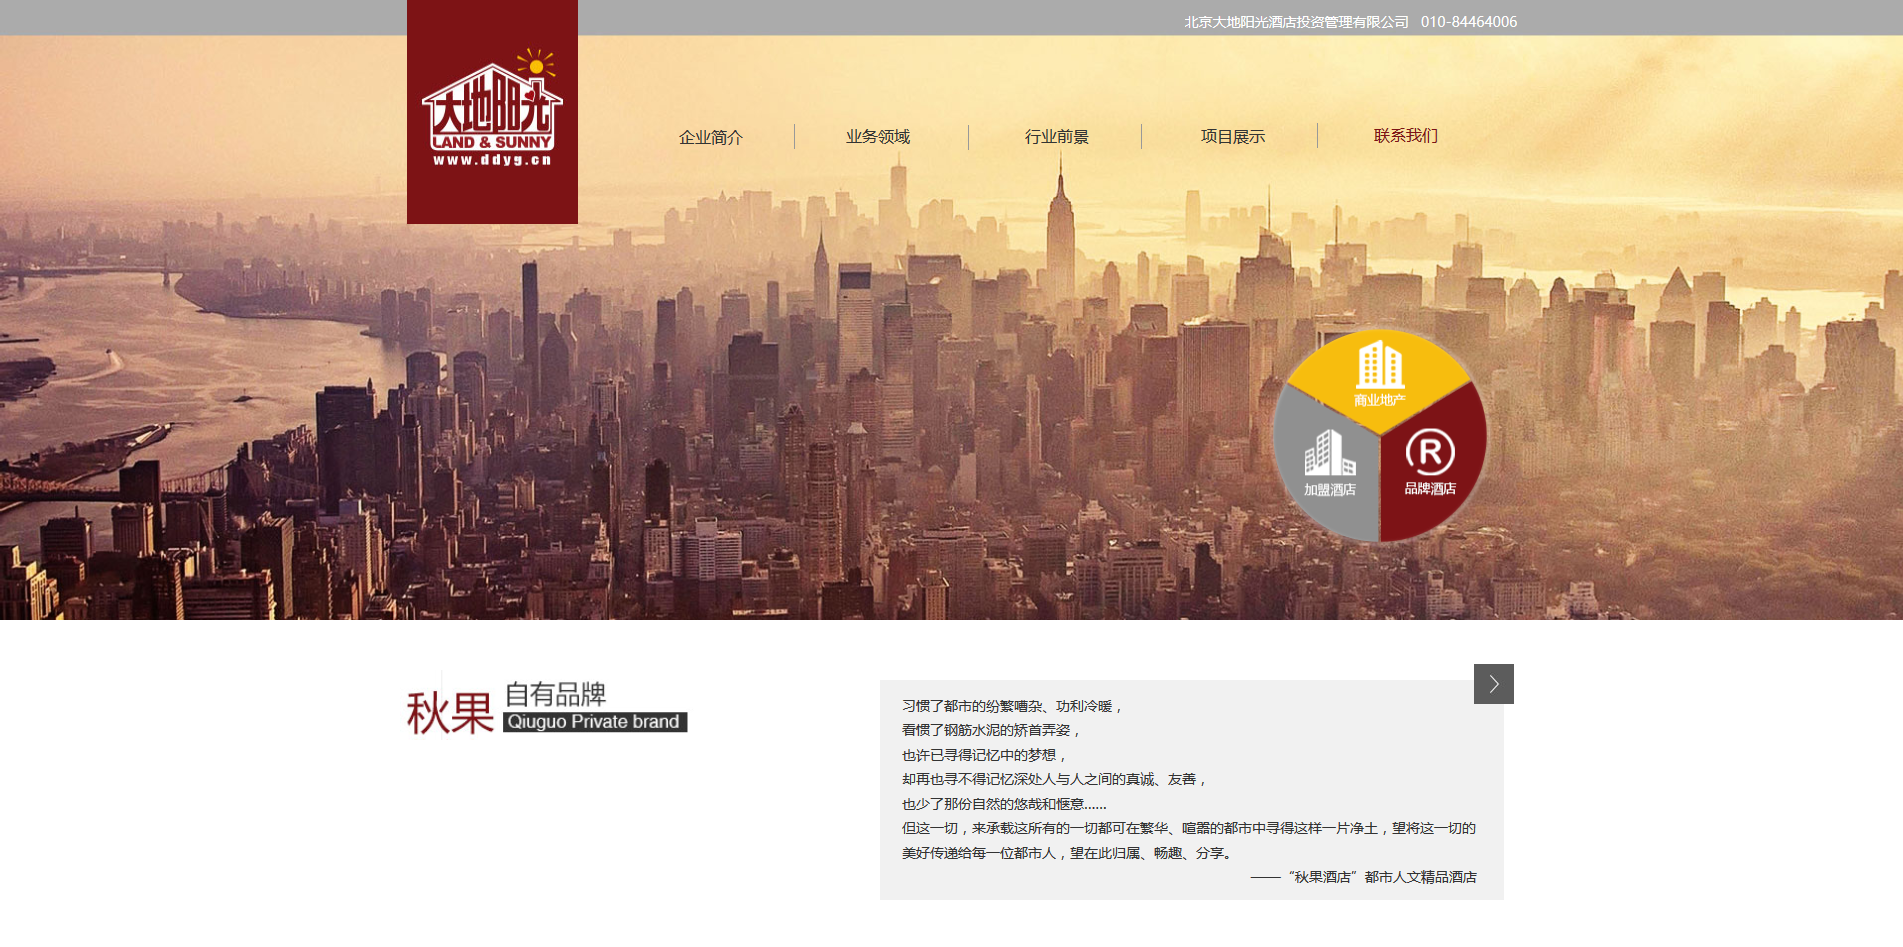 北京大地阳光酒店投资管理有限公司 010-84464006
大地阳光
LAND & SUNNY
www.ddyg.cn
企业简介
业务领域
行业前景
项目展示
联系我们
商业地产
加盟酒店
R
品牌酒店
秋果
自有品牌
Qiuguo Private brand
习惯了都市的纷繁嘈杂、功利冷暖，
看惯了钢筋水泥的矫首弄姿，
也许已寻得记忆中的梦想，
却再也寻不得记忆深处人与人之间的真诚、友善，
也少了那份自然的悠哉和惬意......
但这一切，来承载这所有的一切都可在繁华、喧嚣的都市中寻得这样一片净土，望将这一切的
美好传递给每一位都市人，望在此归属、畅趣、分享。
——“秋果酒店”都市人文精品酒店